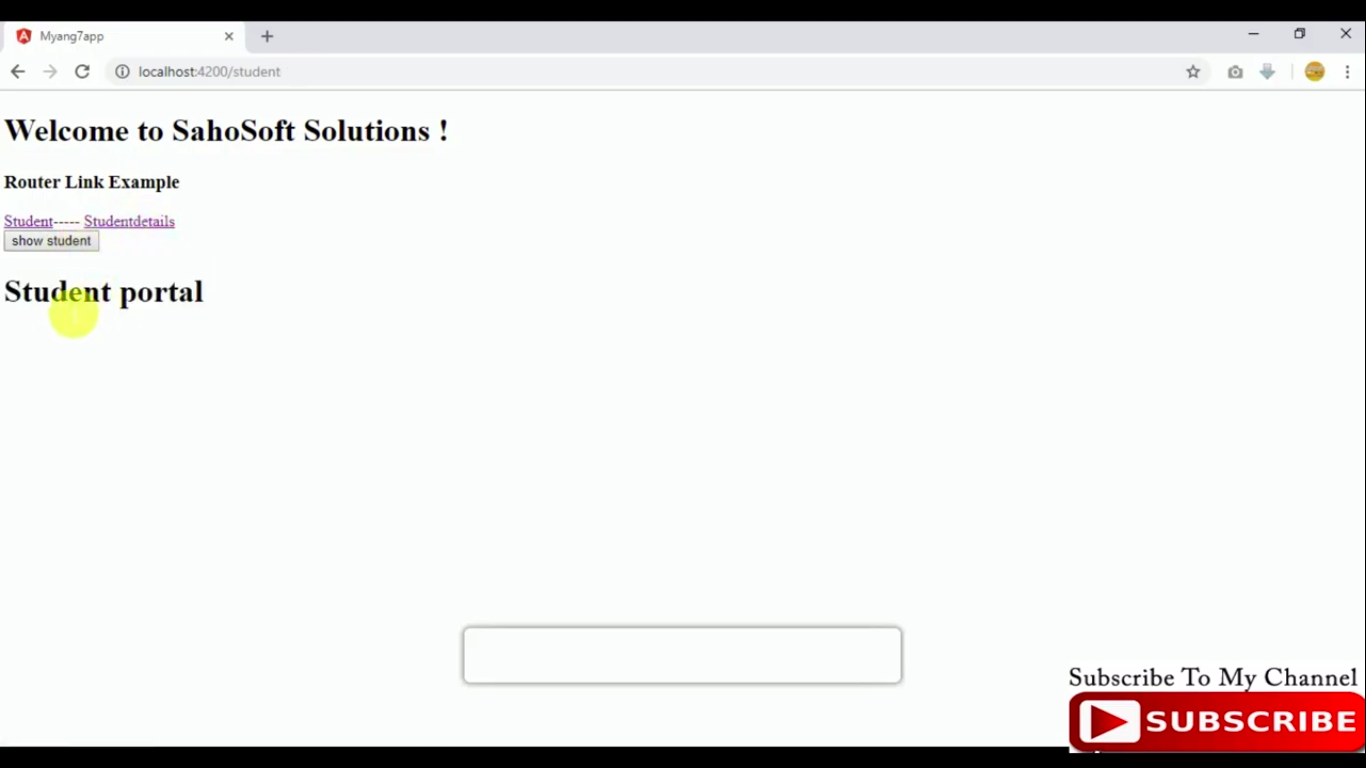 Myang7app
localhost:4200/student
Welcome to SahoSoft Solutions !
Router Link Example
Student----- Studentdetails
show student
Student portal
Subscribe To My Channel
SUBSCRIBE